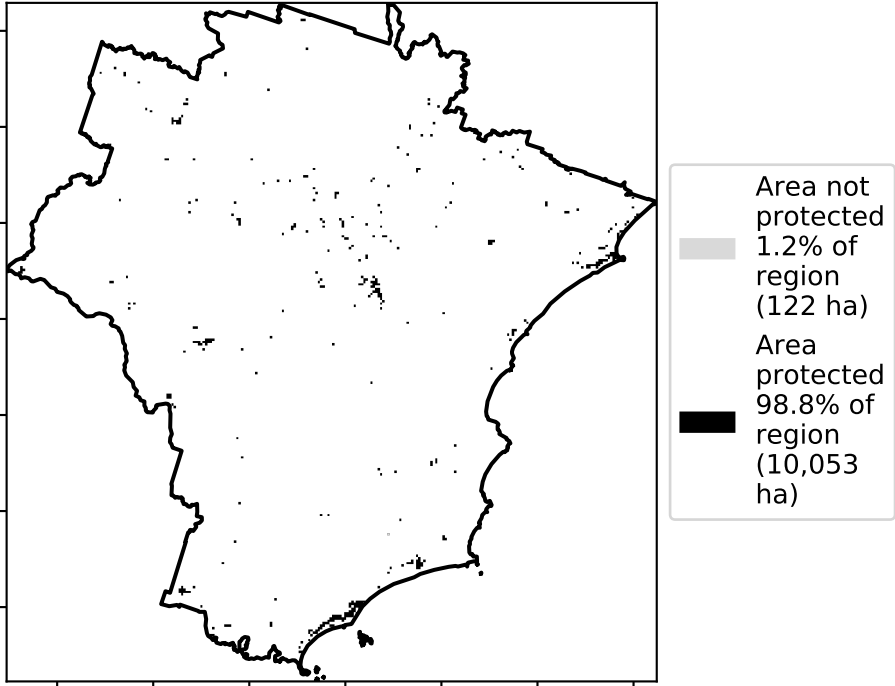 Area not
protected
1.2% of
region
(122 ha)
Area
protected
98.8% of
region
(10,053
ha)